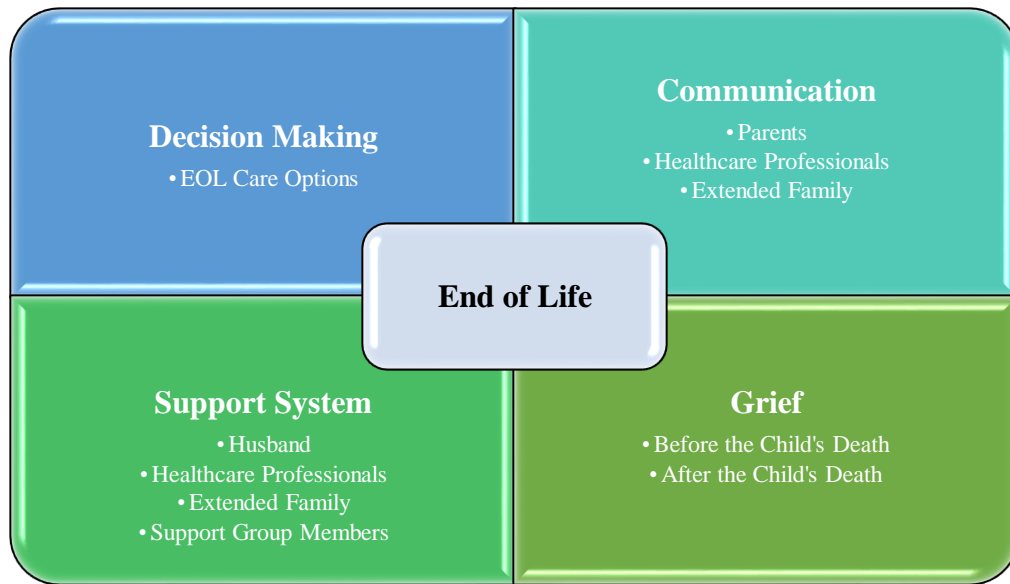 Decision Making
• EOL Care Options
Communication
• Parents
• Healthcare Professionals
• Extended Family
End of Life
Support System
• Husband
• Healthcare Professionals
• Extended Family
• Support Group Members
Grief
• Before the Child's Death
• After the Child's Death